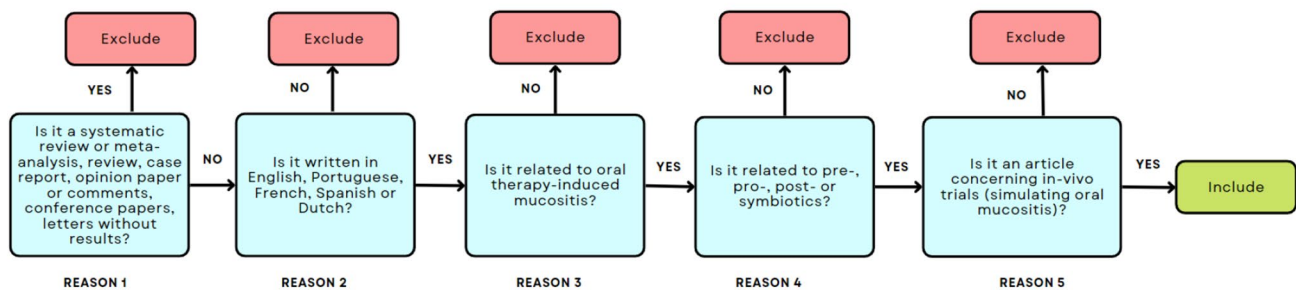 Exclude
Exclude
Exclude
Exclude
Exclude
YES
NO
NO
NO
NO
Is it a systematic
review or meta-
analysis, review, case
report, opinion paper
or comments,
conference papers,
letters without
results?
NO
Is it written in
English, Portuguese,
French, Spanish or
Dutch?
YES
Is it related to oral
therapy-induced
mucositis?
YES
Is it related to pre-,
pro-, post- or
symbiotics?
YES
Is it an article
concerning in-vivo
trials (simulating oral
mucositis)?
YES
Include
REASON 1
REASON 2
REASON 3
REASON 4
REASON 5